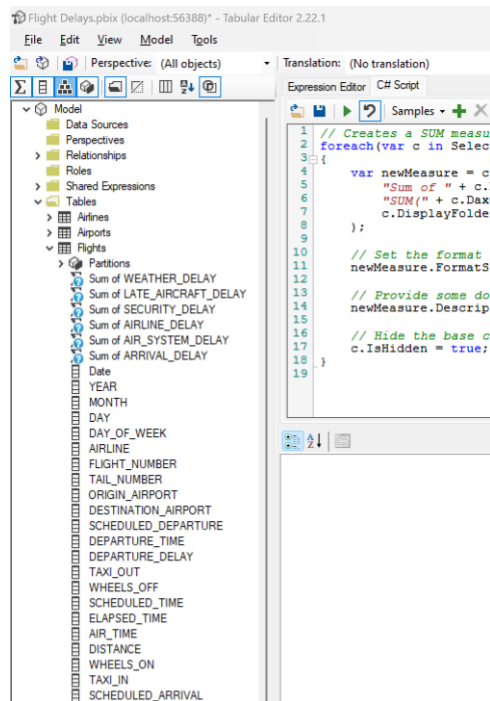 Flight Delays.pbix (localhost:56388)* - Tabular Editor 2.22.1
File Edit View Model Tools
Perspective: (All objects) Translation: (No translation)
Expression Editor C# Script
Samples
Model
Data Sources
Perspectives
Relationships
Roles
Shared Expressions
Tables
Airlines
Airports
Flights
Partitions
Sum of WEATHER_DELAY
Sum of LATE_AIRCRAFT_DELAY
Sum of SECURITY_DELAY
Sum of AIRLINE_DELAY
Sum of AIR_SYSTEM_DELAY
Sum of ARRIVAL_DELAY
Date
YEAR
MONTH
DAY
DAY_OF_WEEK
AIRLINE
FLIGHT_NUMBER
TAIL_NUMBER
ORIGIN_AIRPORT
DESTINATION_AIRPORT
SCHEDULED_DEPARTURE
DEPARTURE_TIME
DEPARTURE_DELAY
TAXI_OUT
WHEELS_OFF
SCHEDULED_TIME
ELAPSED_TIME
AIR_TIME
DISTANCE
WHEELS_ON
TAXI_IN
SCHEDULED_ARRIVAL
1 // Creates a SUM measu
2 foreach(var c in Selec
3 {
4 var newMeasure = c
5 "Sum of " + c.
6 "SUM(" + c.Dax
7 c.DisplayFolde
8 );
9
10 // Set the format
11 newMeasure.FormatS
12
13 // Provide some do
14 newMeasure.Descrip
15
16 // Hide the base c
17 c.IsHidden = true;
18 }
19